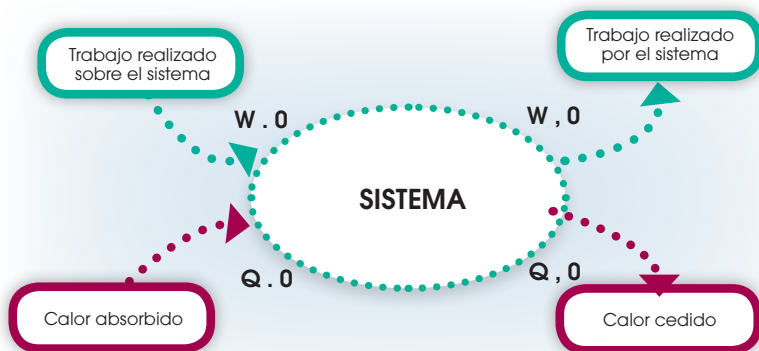 Trabajo realizado
sobre el sistema
Trabajo realizado
por el sistema
W.0
W,0
SISTEMA
Q.0
Q,0
Calor absorbido
Calor cedido